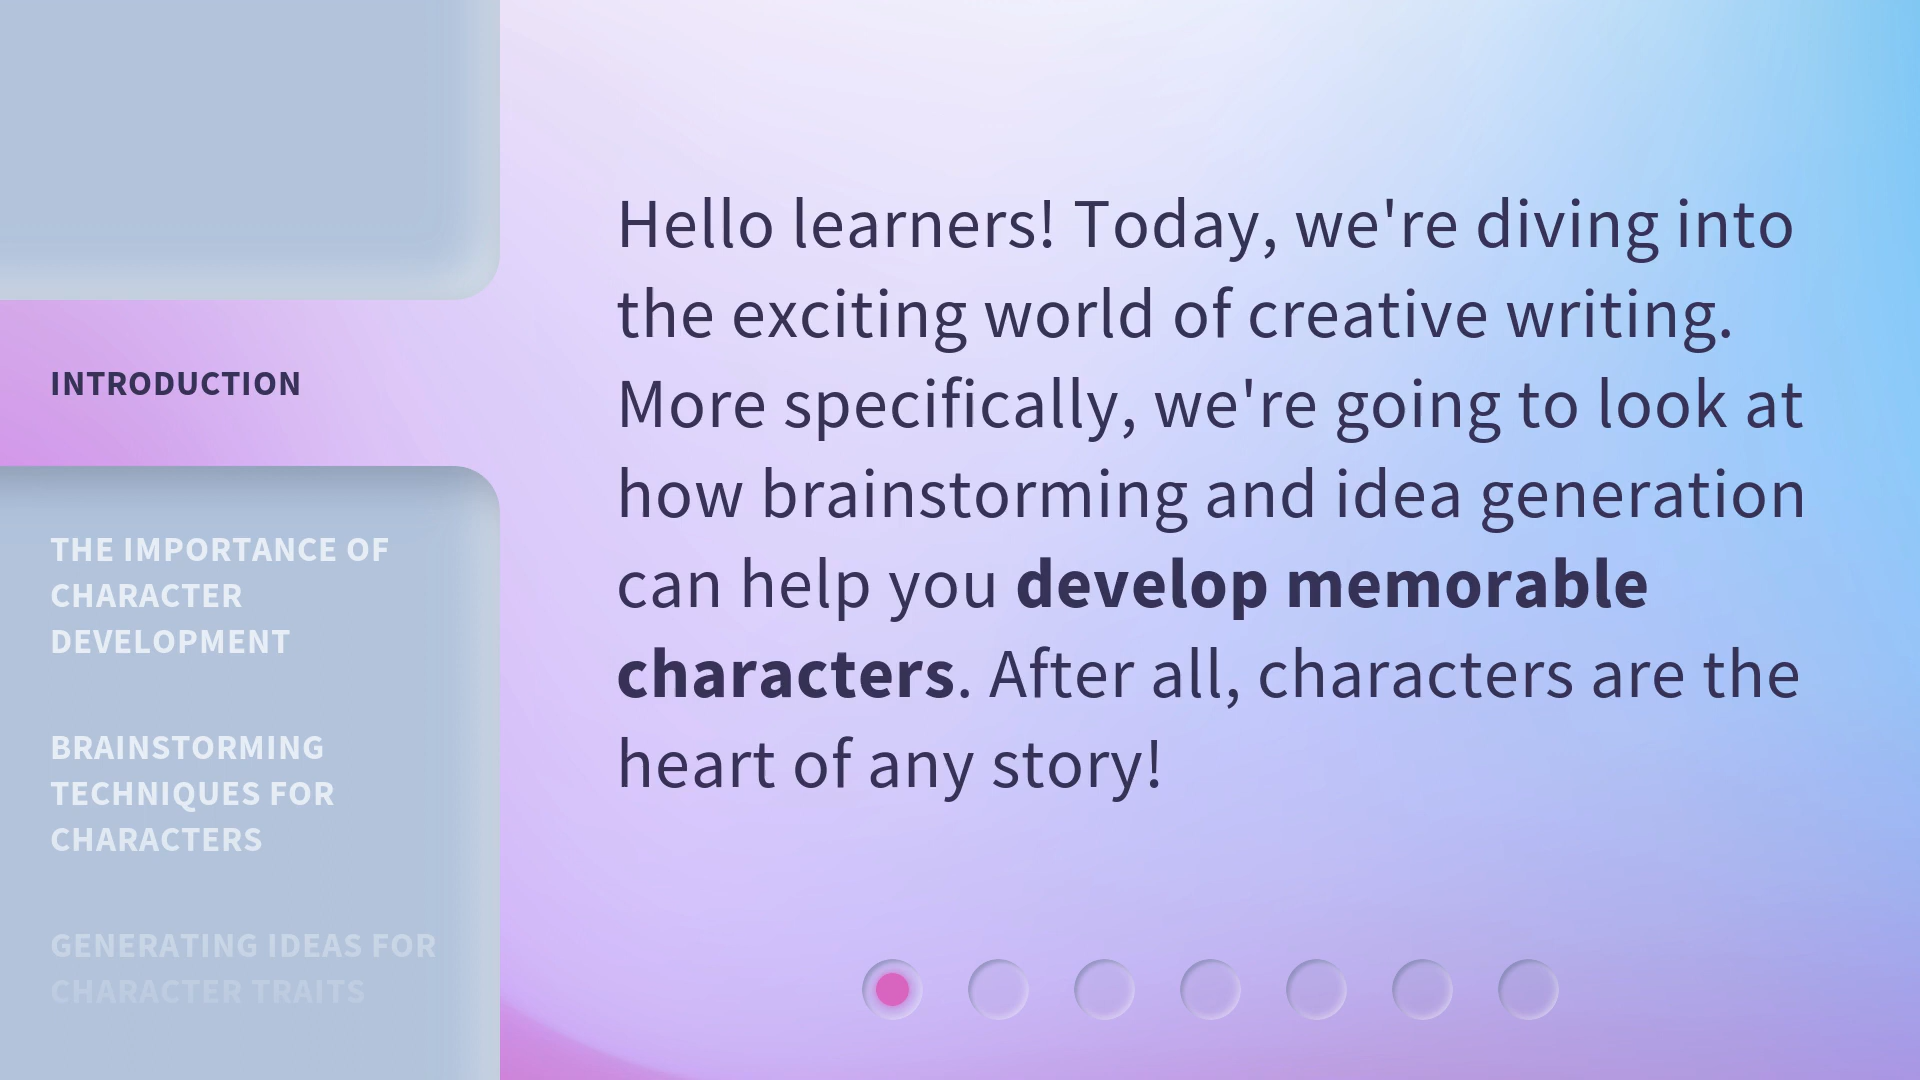 INTRODUCTION
THE IMPORTANCE OF
CHARACTER
DEVELOPMENT
BRAINSTORMING
TECHNIQUES FOR
CHARACTERS
GENERATING IDEAS FOR
CHARACTER TRAITS
Hello learners! Today, we're diving into
the exciting world of creative writing.
More specifically, we're going to look at
how brainstorming and idea generation
can help you develop memorable
characters. After all, characters are the
heart of any story!